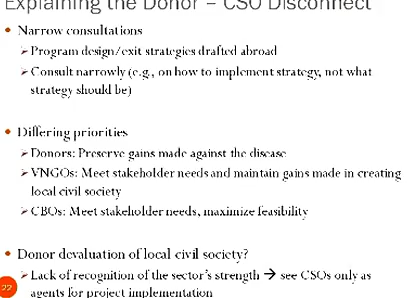 Explaining the Donor – CSO Disconnect
• Narrow consultations
➢ Program design/exit strategies drafted abroad
➢ Consult narrowly (e.g., on how to implement strategy, not what
strategy should be)
• Differing priorities
➢ Donors: Preserve gains made against the disease
➢ VNGOs: Meet stakeholder needs and maintain gains made in creating
local civil society
➢ CBOs: Meet stakeholder needs, maximize feasibility
• Donor devaluation of local civil society?
➢ Lack of recognition of the sector's strength → see CSOs only as
22 agents for project implementation